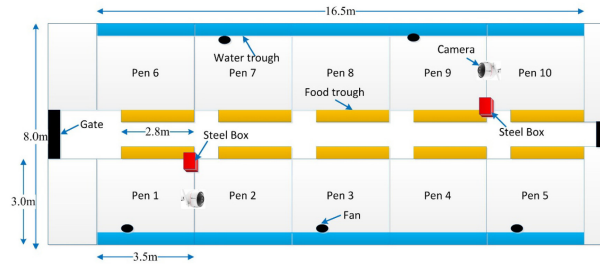 16.5m
Camera
Water trough
Pen 6
Pen 7
Pen 8
Pen 9
Pen 10
Food trough
Gate
2.8m
Steel Box
Steel Box
8.0m
3.0m
Pen 1
Pen 2
Pen 3
Pen 4
Pen 5
Fan
3.5m